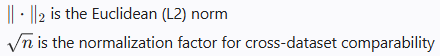 ‖ · ‖₂ is the Euclidean (L2) norm
√n is the normalization factor for cross-dataset comparability